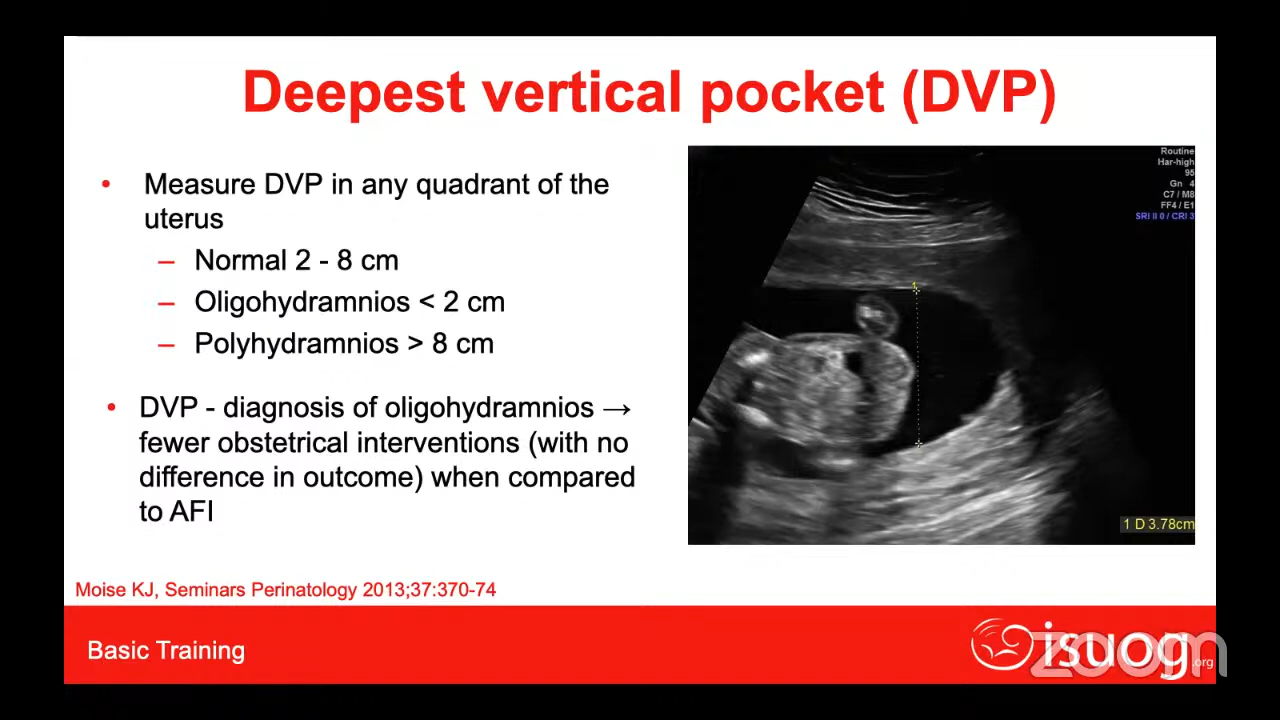 Deepest vertical pocket (DVP)
• Measure DVP in any quadrant of the
uterus
– Normal 2 - 8 cm
– Oligohydramnios < 2 cm
– Polyhydramnios > 8 cm
• DVP - diagnosis of oligohydramnios →
fewer obstetrical interventions (with no
difference in outcome) when compared
to AFI
Routine
Har-high
95
Gn 4
C7 / M8
FF4 / E1
SRI II 0 / CRI 3
1
1 D 3.78cm
Moise KJ, Seminars Perinatology 2013;37:370-74
Basic Training
isuog.org
zoom